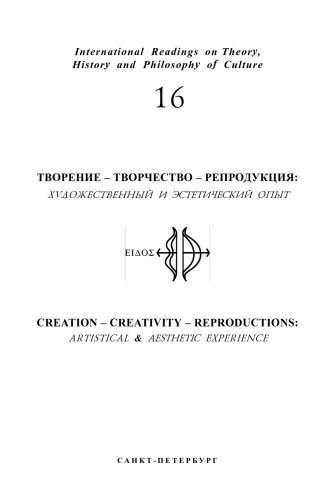 International Readings on Theory,
History and Philosophy of Culture
16
ТВОРЕНИЕ – ТВОРЧЕСТВО – РЕПРОДУКЦИЯ:
ХУДОЖЕСТВЕННЫЙ И ЭСТЕТИЧЕСКИЙ ОПЫТ
ΕΙΔΟΣ
CREATION – CREATIVITY – REPRODUCTIONS:
ARTISTICAL & AESTHETIC EXPERIENCE
САНКТ-ПЕТЕРБУРГ